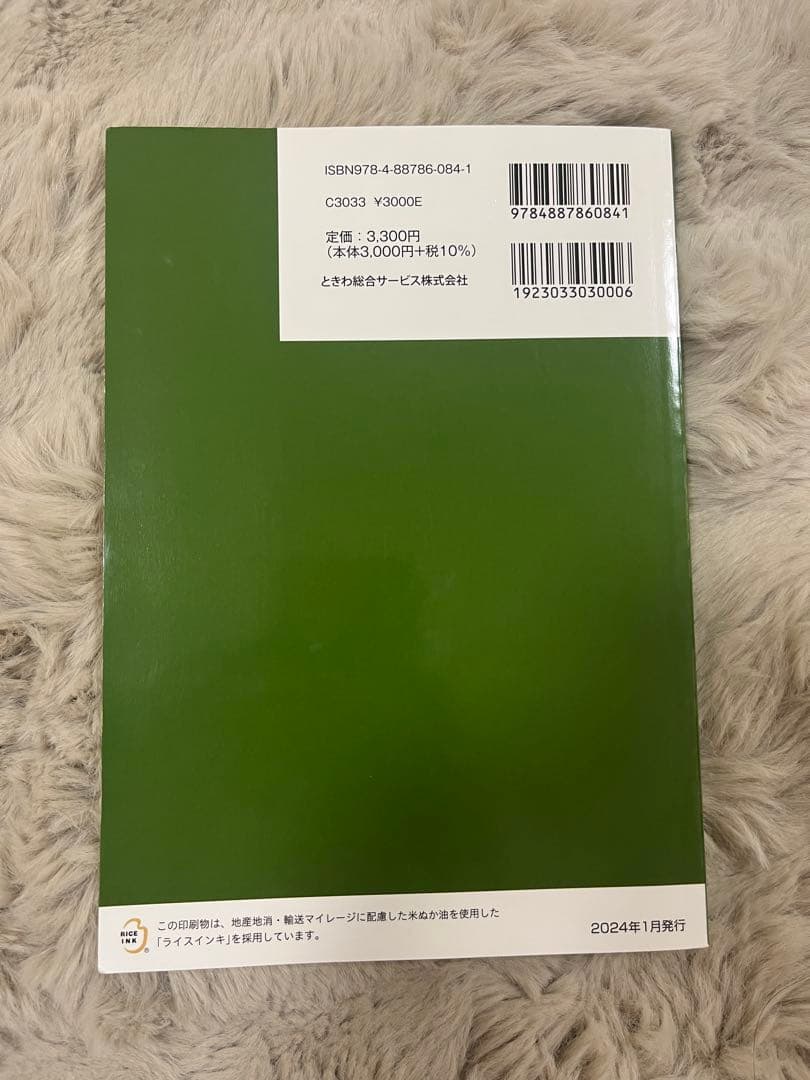 ISBN978-4-88786-084-1
C3033 ¥3000E
定価：3,300円
（本体3,000円＋税10％）
ときわ総合サービス株式会社
9784887860841
1923033030006
RICE
INK
®
この印刷物は、地産地消・輸送マイレージに配慮した米ぬか油を使用した
「ライスインキ」を採用しています。
2024年1月発行